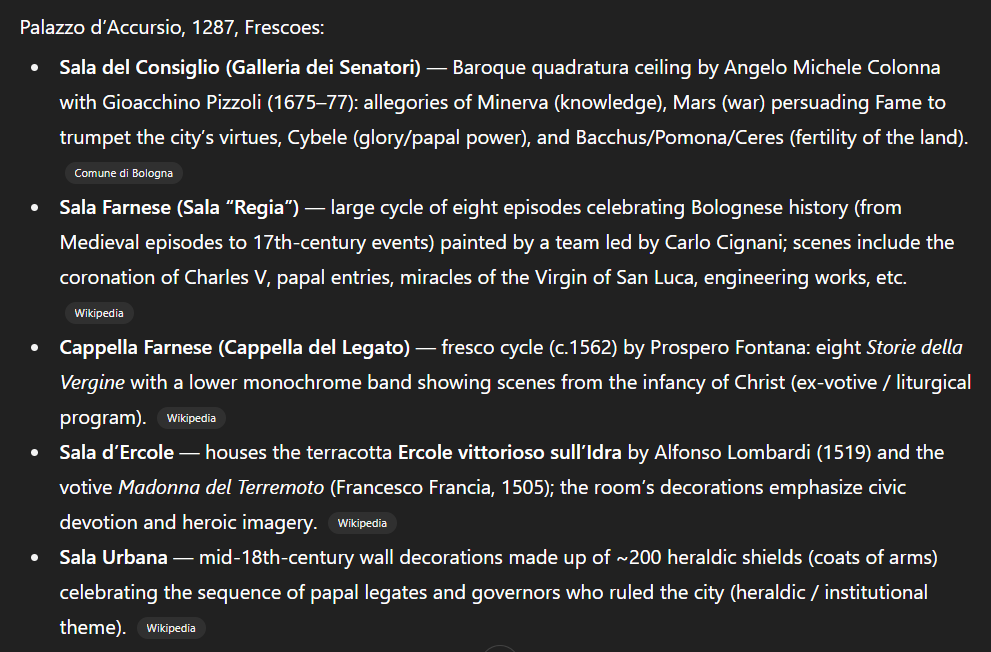 Palazzo d’Accursio, 1287, Frescoes:
• Sala del Consiglio (Galleria dei Senatori) — Baroque quadratura ceiling by Angelo Michele Colonna
with Gioacchino Pizzoli (1675–77): allegories of Minerva (knowledge), Mars (war) persuading Fame to
trumpet the city’s virtues, Cybele (glory/papal power), and Bacchus/Pomona/Ceres (fertility of the land).
Comune di Bologna
• Sala Farnese (Sala “Regia”) — large cycle of eight episodes celebrating Bolognese history (from
Medieval episodes to 17th-century events) painted by a team led by Carlo Cignani; scenes include the
coronation of Charles V, papal entries, miracles of the Virgin of San Luca, engineering works, etc.
Wikipedia
• Cappella Farnese (Cappella del Legato) — fresco cycle (c.1562) by Prospero Fontana: eight Storie della
Vergine with a lower monochrome band showing scenes from the infancy of Christ (ex-votive / liturgical
program). Wikipedia
• Sala d’Ercole — houses the terracotta Ercole vittorioso sull’Idra by Alfonso Lombardi (1519) and the
votive Madonna del Terremoto (Francesco Francia, 1505); the room’s decorations emphasize civic
devotion and heroic imagery. Wikipedia
• Sala Urbana — mid-18th-century wall decorations made up of ~200 heraldic shields (coats of arms)
celebrating the sequence of papal legates and governors who ruled the city (heraldic / institutional
theme). Wikipedia